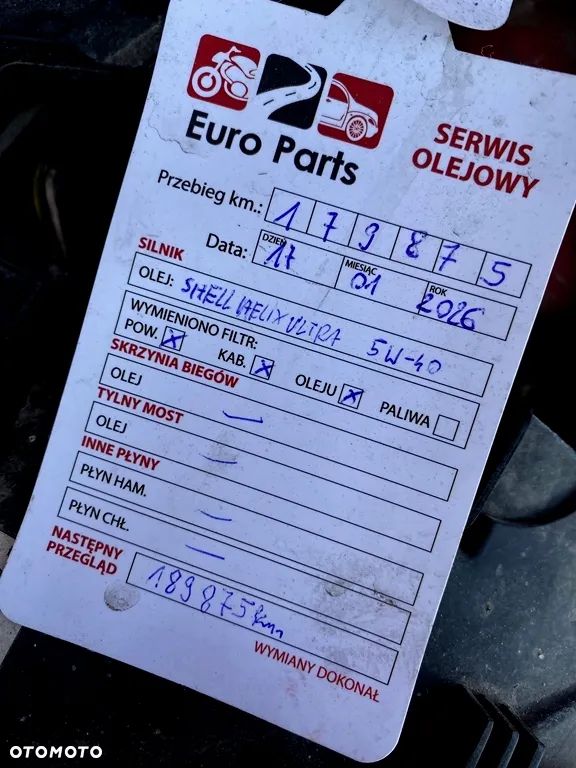 Euro Parts
SERWIS
OLEJOWY
Przebieg km.: 179875
Data: DZIEŃ 17 MIESIĄC 01 ROK 2026
SILNIK
OLEJ: SHELL HELIX ULTRA 5W-40
WYMIENIONO FILTR:
POW. X KAB. X OLEJU X PALIWA
SKRZYNIA BIEGÓW
OLEJ —
TYLNY MOST
OLEJ —
INNE PŁYNY
PŁYN HAM. —
PŁYN CHŁ. —
NASTĘPNY
PRZEGLĄD 189875km
WYMIANY DOKONAŁ
OTOMOTO